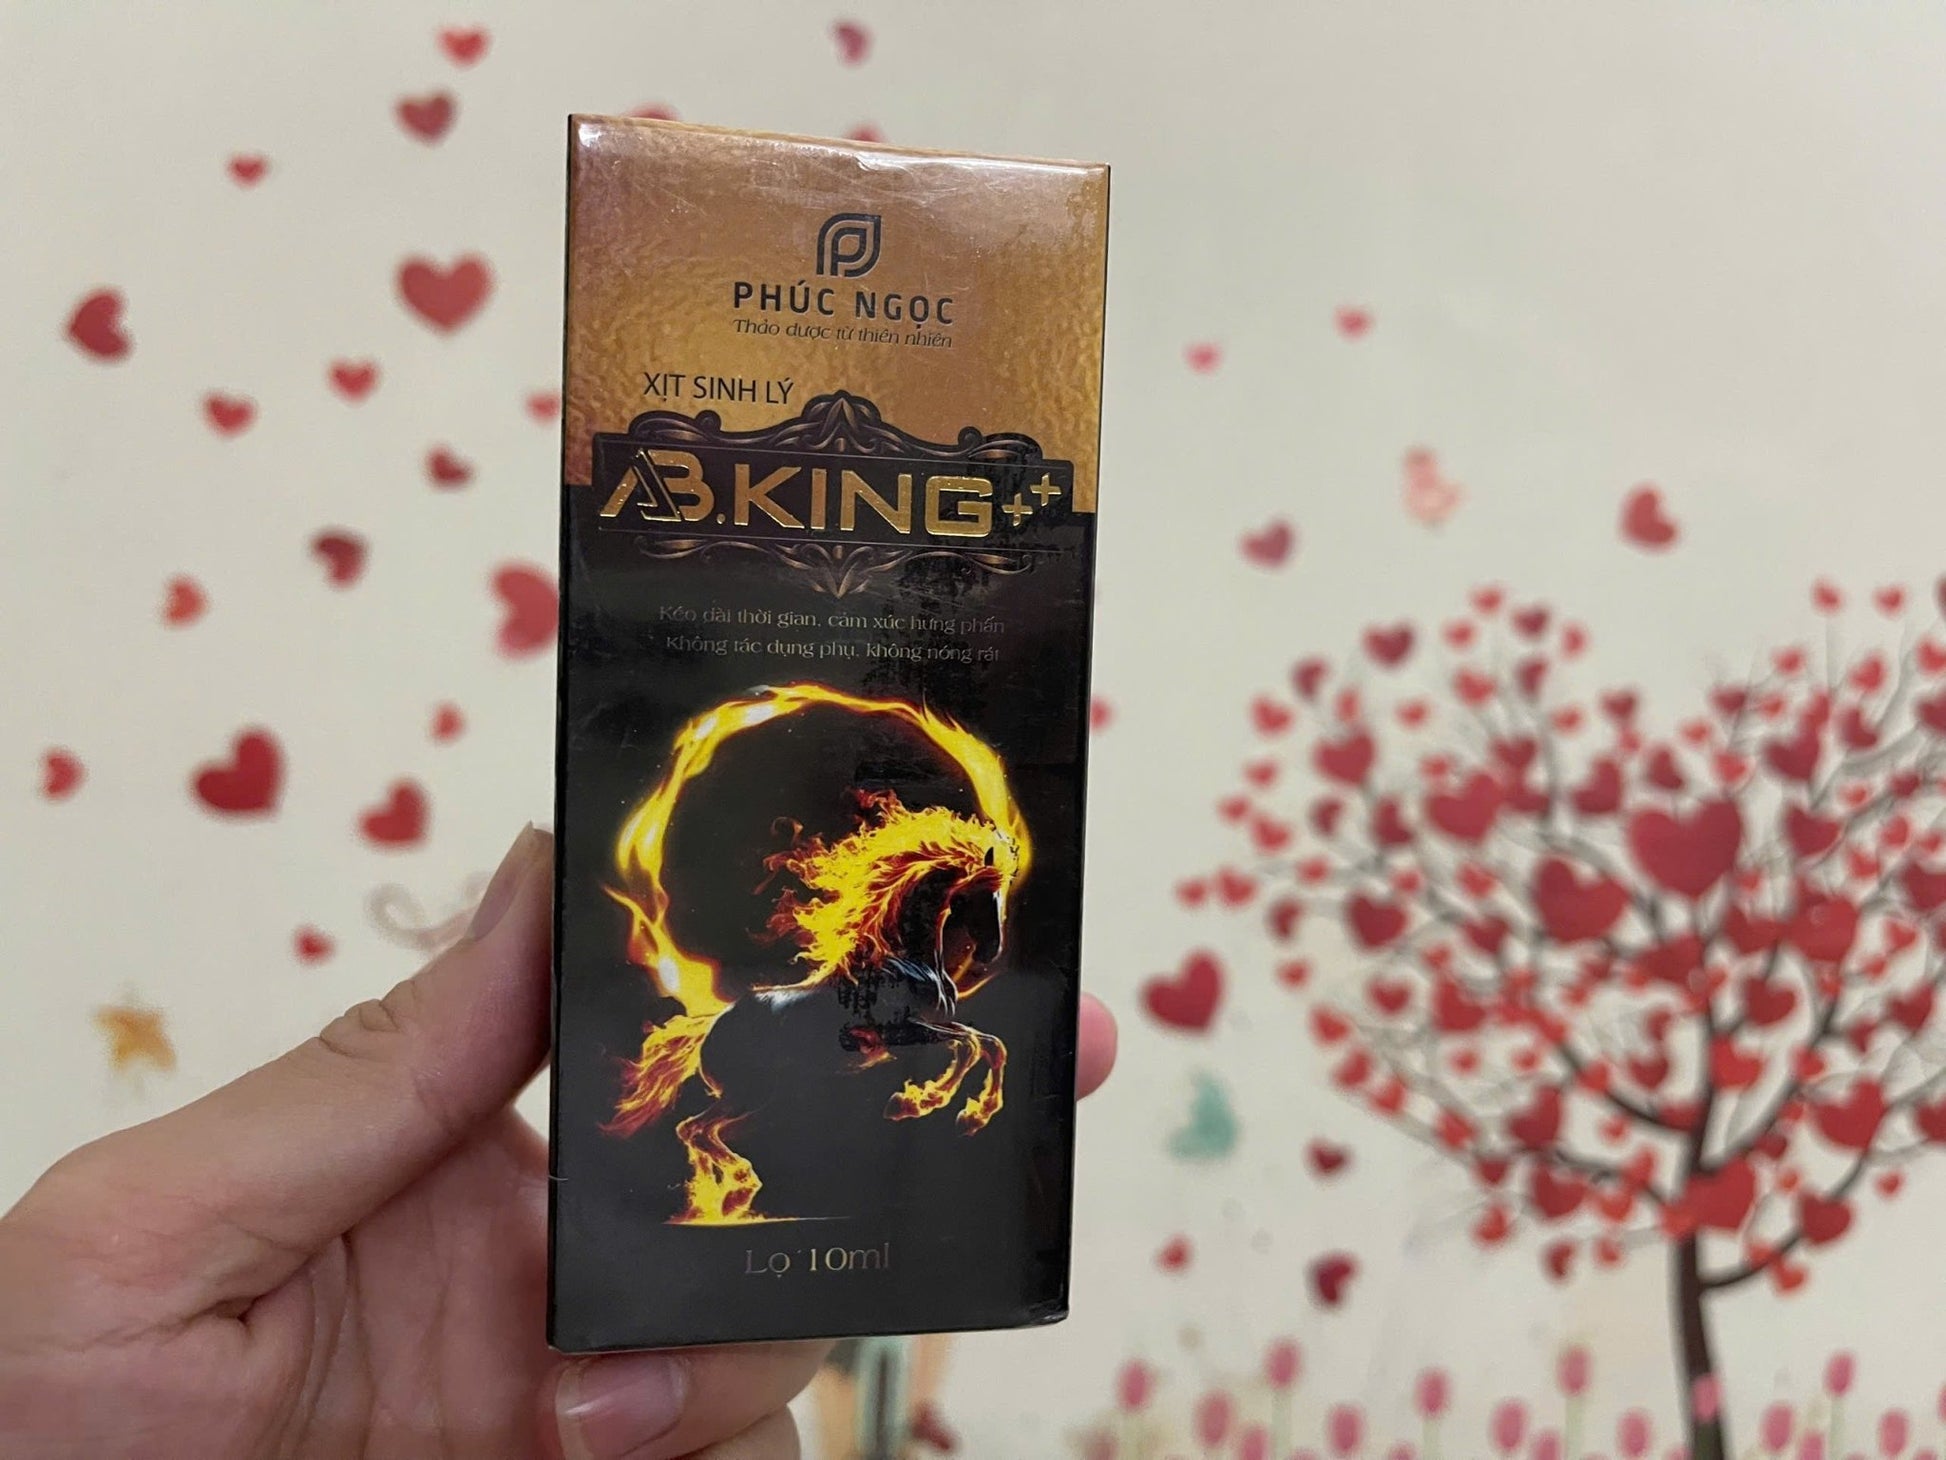 PHÚC NGỌC
Thảo dược từ thiên nhiên
XỊT SINH LÝ
AB.KING++
Kéo dài thời gian, cảm xúc hưng phấn
Không tác dụng phụ, không nóng rát
Lọ 10ml